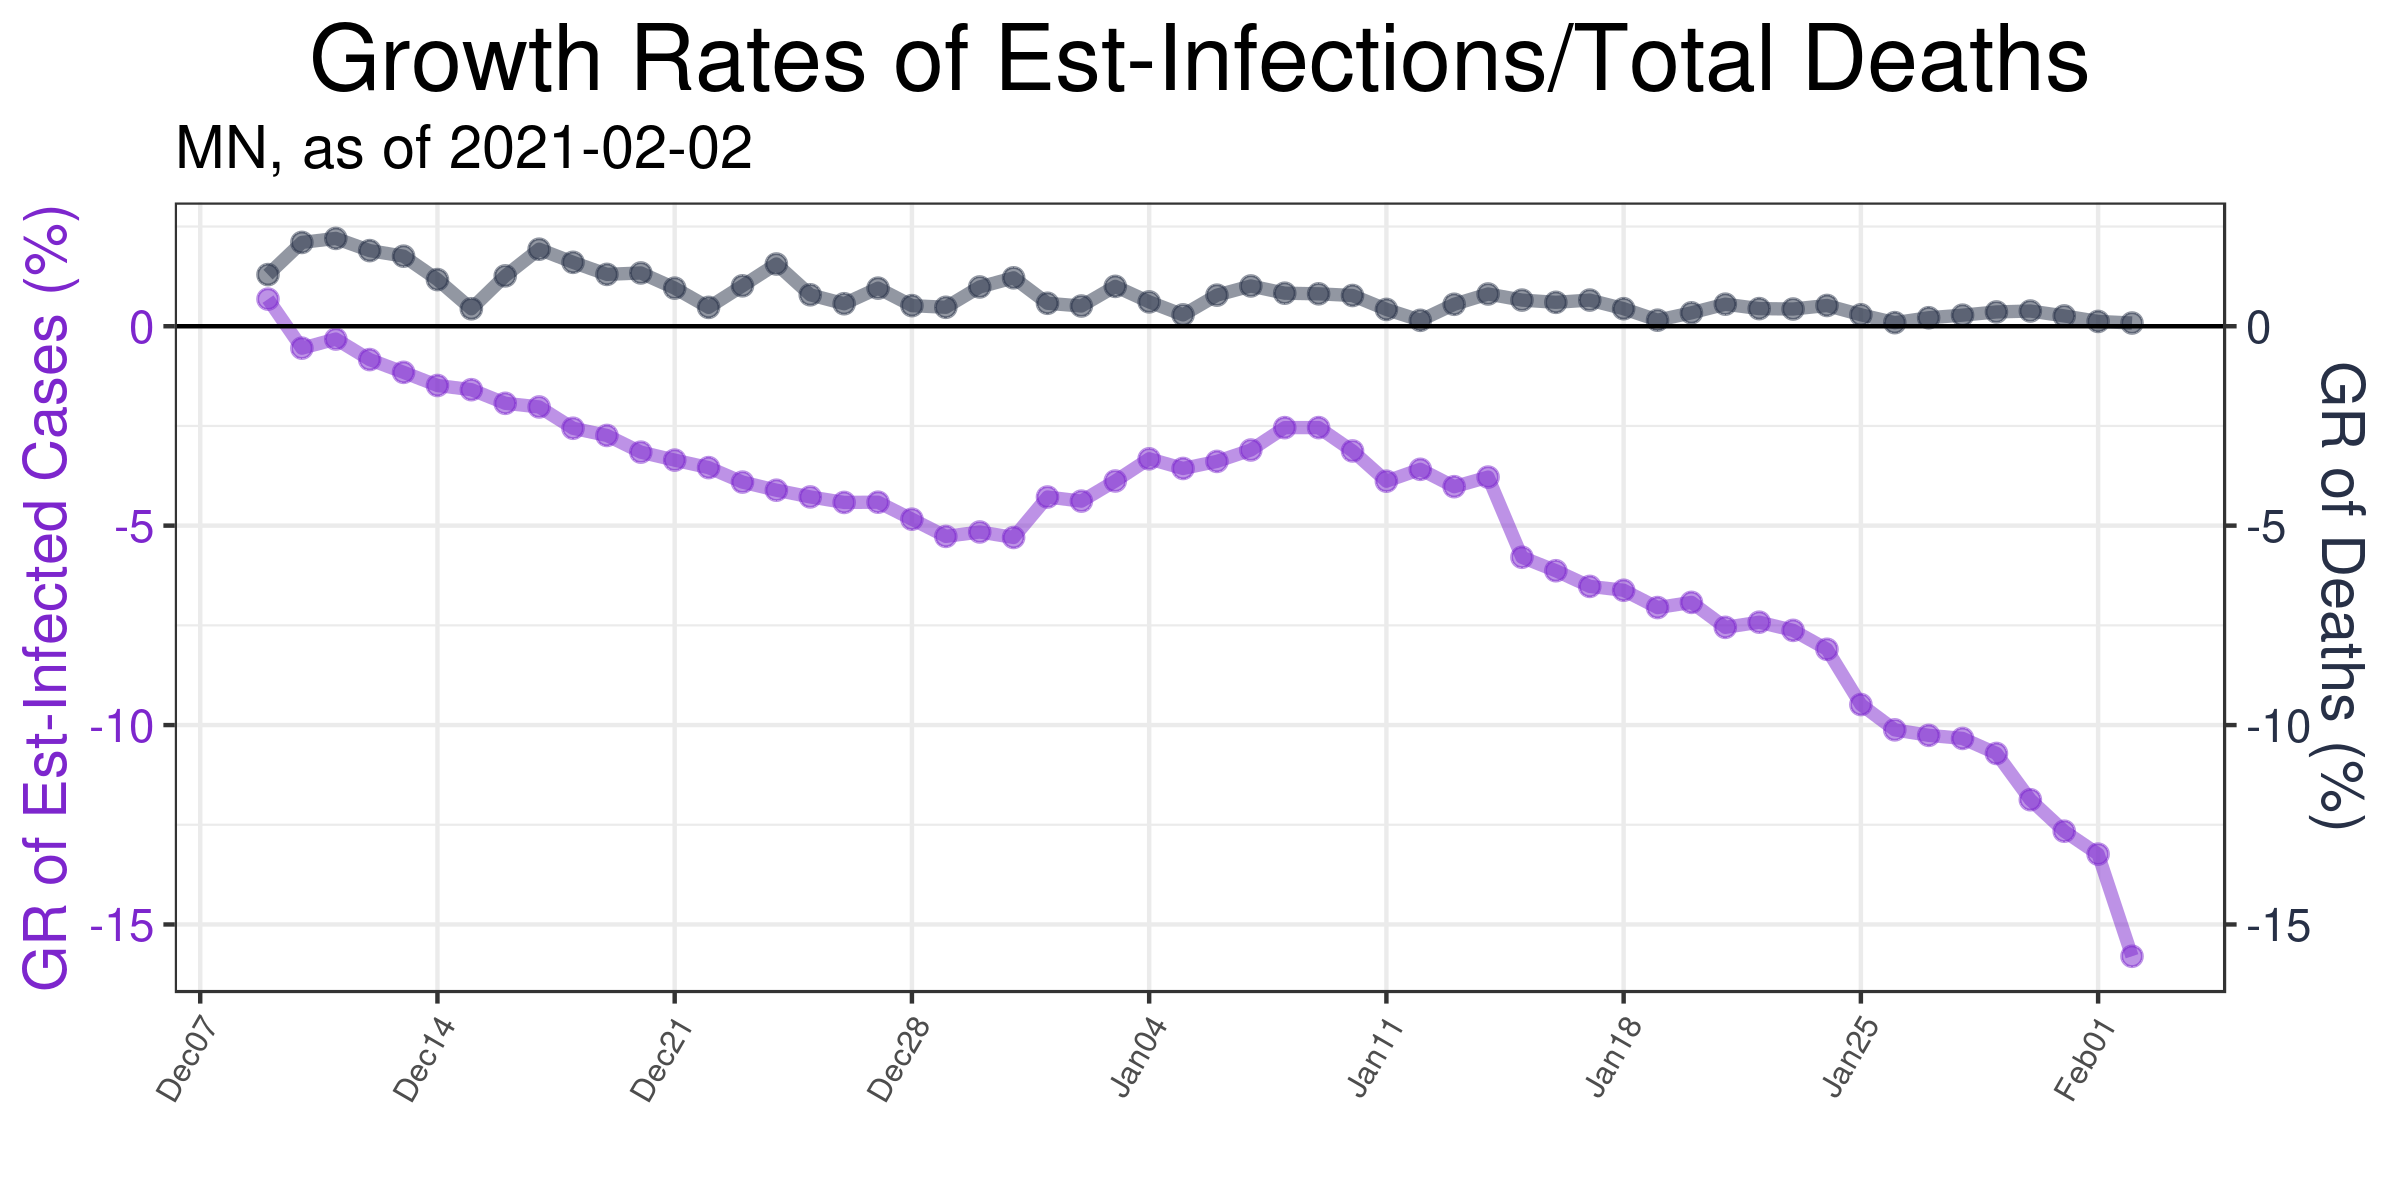 Growth Rates of Est-Infections/Total Deaths
MN, as of 2021-02-02
GR of Est-Infected Cases (%)
0
-5
-10
-15
0
-5
-10
-15
GR of Deaths (%)
Dec07
Dec14
Dec21
Dec28
Jan04
Jan11
Jan18
Jan25
Feb01